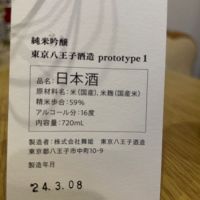 純米吟醸
東京八王子酒造 prototype 1
品名:日本酒
原材料名:米(国産)、米麹(国産米)
精米歩合:59%
アルコール分:16度
内容量:720mL
製造者:株式会社舞姫 東京八王子酒造
東京都八王子市中町10-9
製造年月
'24.3.08